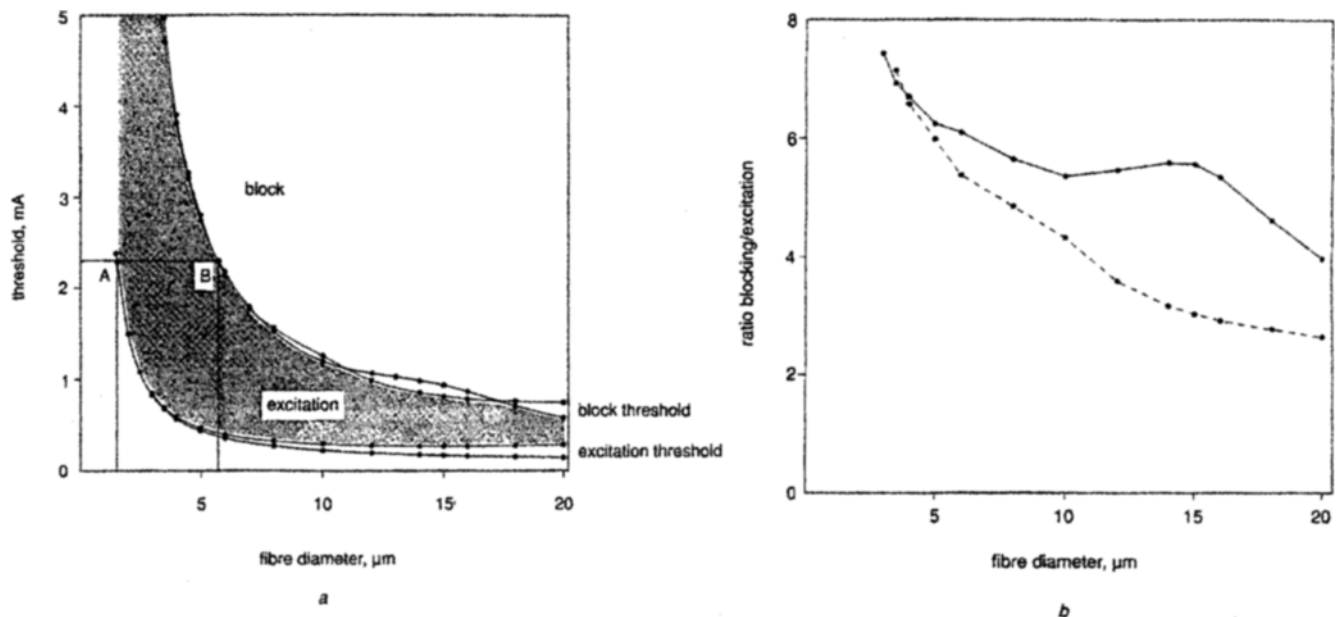 5
4
3
2
1
0
threshold, mA
block
A
B
excitation
block threshold
excitation threshold
5
10
15
20
fibre diameter, µm
a
8
6
4
2
0
ratio blocking/excitation
5
10
15
20
fibre diameter, µm
b